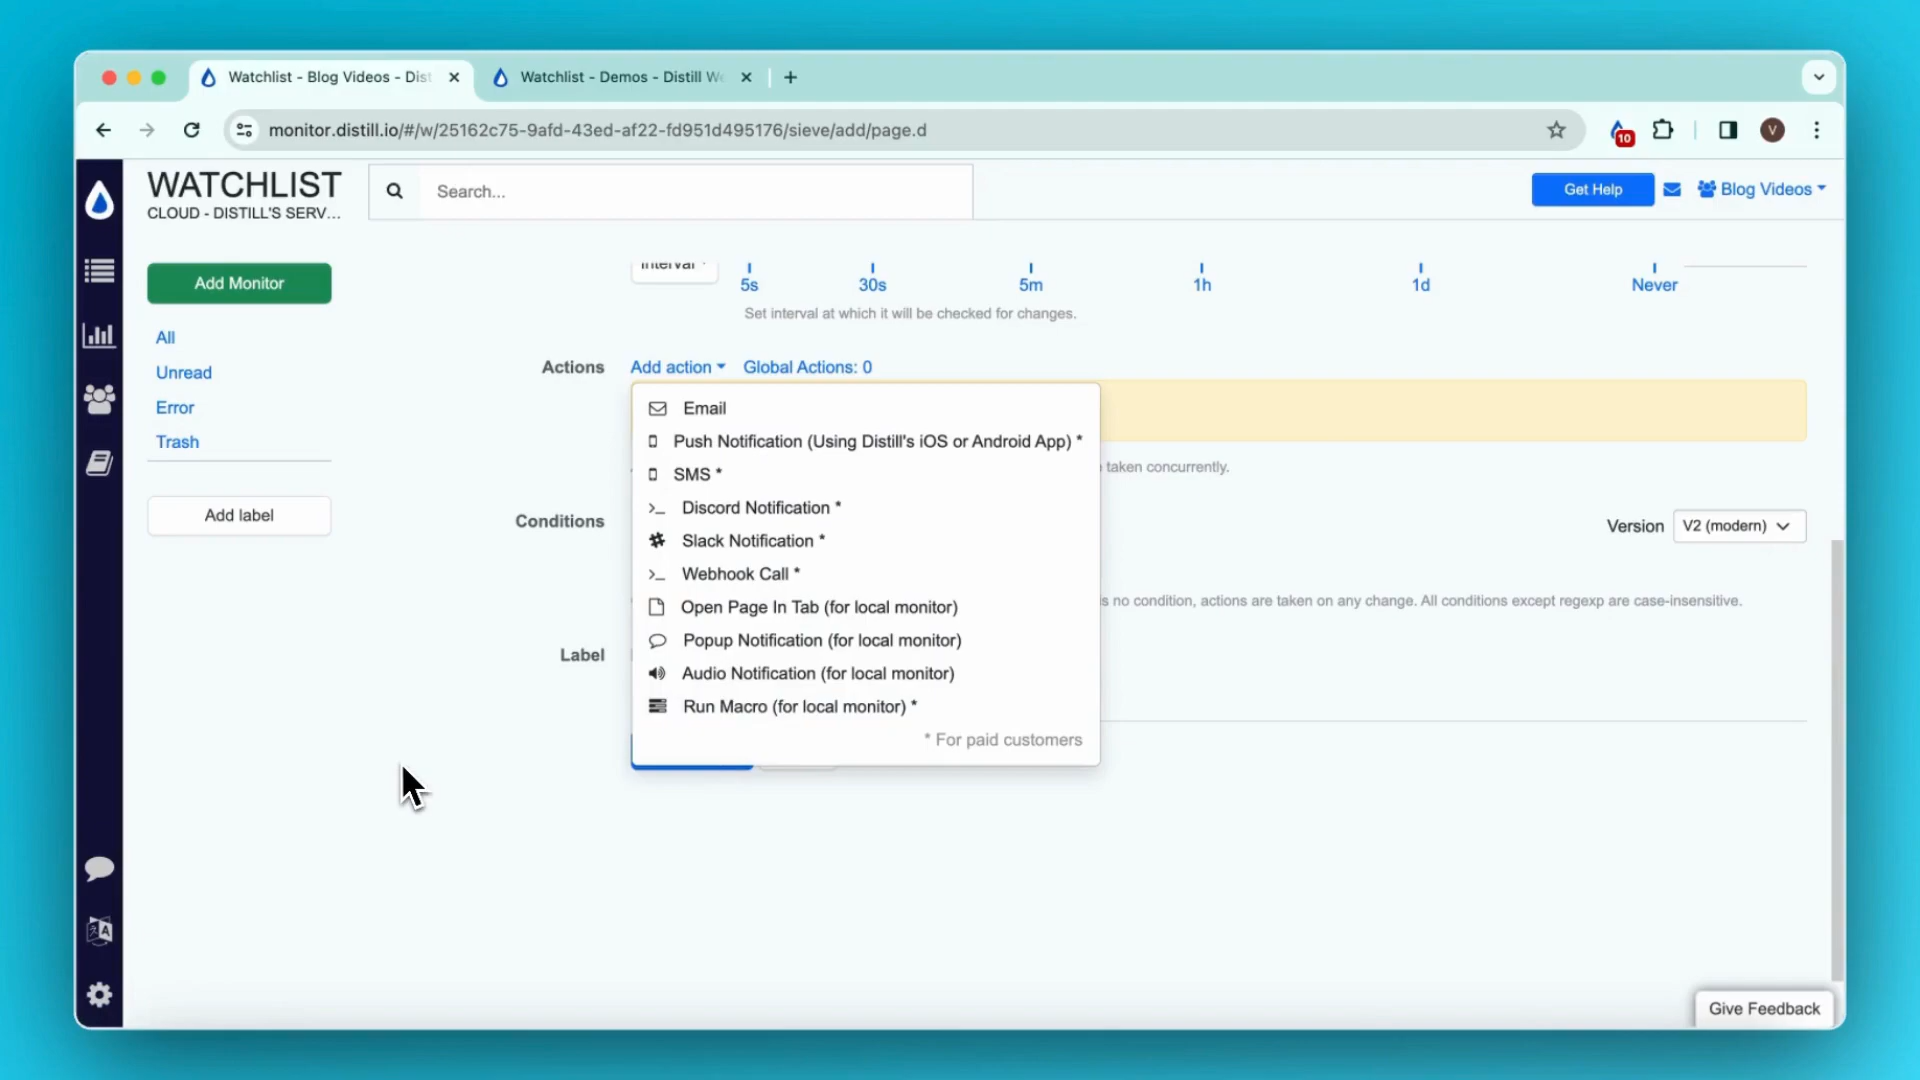 Watchlist - Blog Videos - Dist
Watchlist - Demos - Distill We
monitor.distill.io/#/w/25162c75-9afd-43ed-af22-fd951d495176/sieve/add/page.d
10
V
WATCHLIST
CLOUD - DISTILL'S SERV...
Search...
Get Help
Blog Videos
Add Monitor
All
Unread
Error
Trash
Add label
Interval
5s
30s
5m
1h
1d
Never
Set interval at which it will be checked for changes.
Actions
Add action
Global Actions: 0
Email
Push Notification (Using Distill's iOS or Android App) *
SMS *
taken concurrently.
Discord Notification *
Conditions
Version
V2 (modern)
Slack Notification *
Webhook Call *
Open Page In Tab (for local monitor)
s no condition, actions are taken on any change. All conditions except regexp are case-insensitive.
Popup Notification (for local monitor)
Label
Audio Notification (for local monitor)
Run Macro (for local monitor) *
* For paid customers
Give Feedback